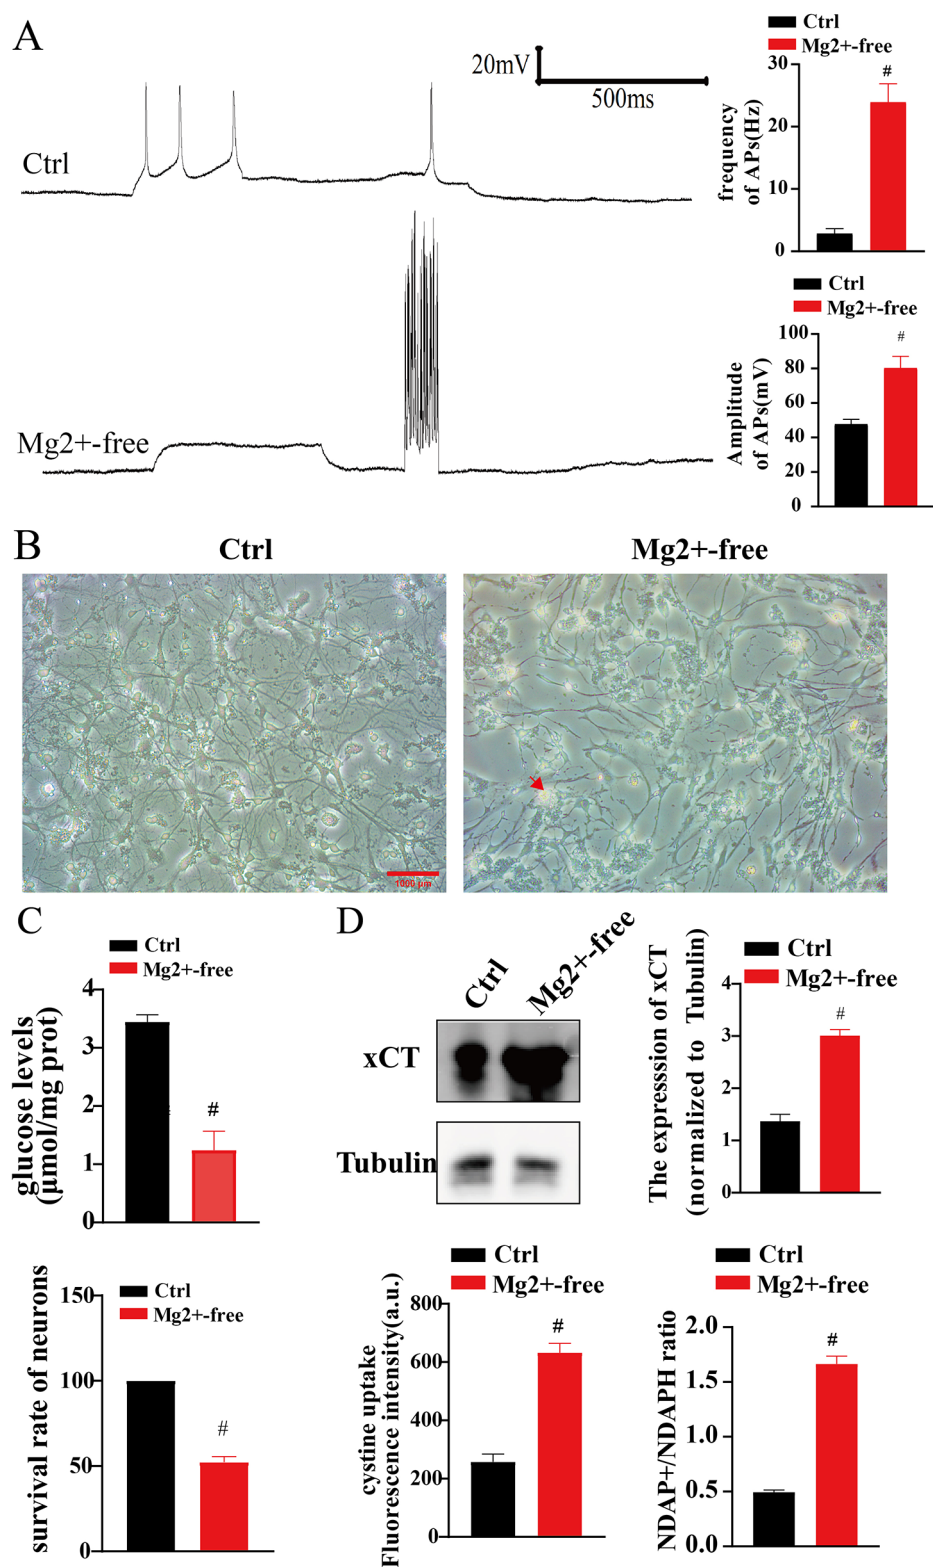 A
Ctrl
Mg2+-free
20mV
500ms
Ctrl
Mg2+-free
frequency
of APs(Hz)
30
20
10
0
#
Ctrl
Mg2+-free
Ctrl
Mg2+-free
Amplitude
of APs(mV)
100
80
60
40
20
0
#
B
Ctrl
Mg2+-free
1000 μm
C
Ctrl
Mg2+-free
glucose levels
(μmol/mg prot)
4
3
2
1
0
#
D
Ctrl
Mg2+-free
xCT
Tubulin
Ctrl
Mg2+-free
The expresssion of xCT
(normalized to Tubulin)
4
3
2
1
0
#
Ctrl
Mg2+-free
survival rate of neurons
150
100
50
0
#
Ctrl
Mg2+-free
cystine uptake
Fluorescence intensity(a.u.)
800
600
400
200
0
#
Ctrl
Mg2+-free
NDAP+/NDAPH ratio
2.0
1.5
1.0
0.5
0.0
#